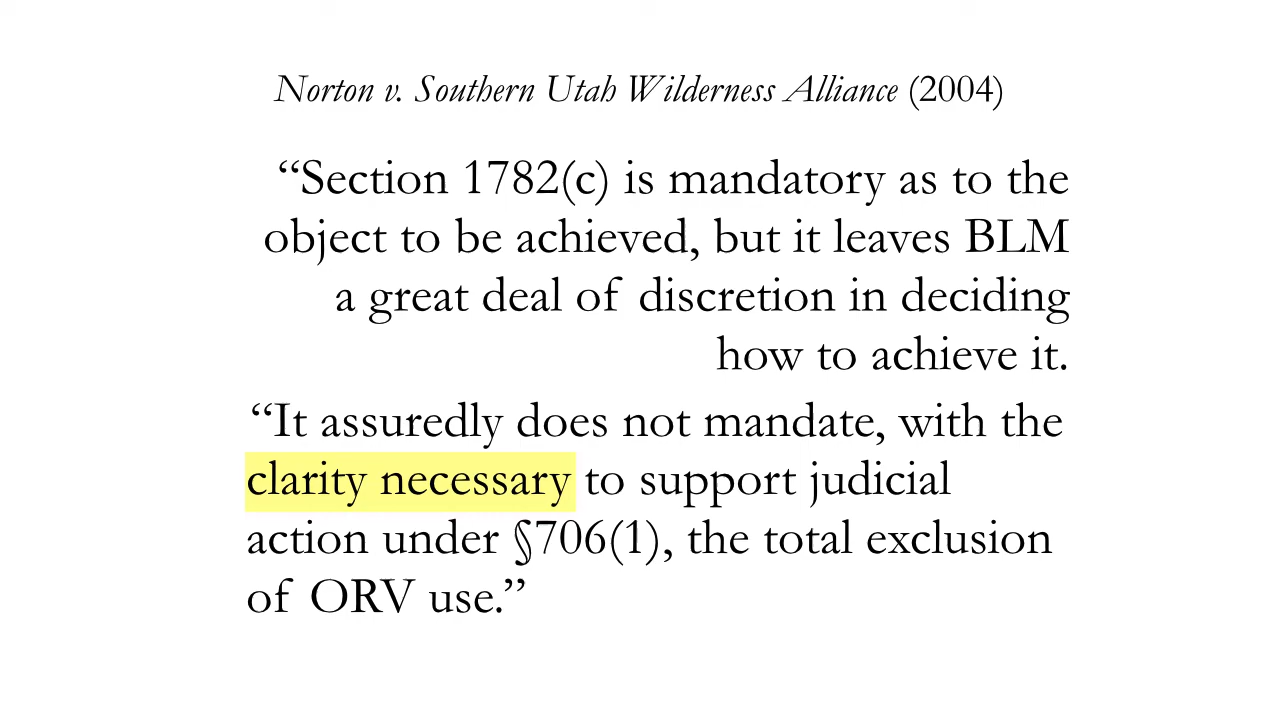 Norton v. Southern Utah Wilderness Alliance (2004)
“Section 1782(c) is mandatory as to the
object to be achieved, but it leaves BLM
a great deal of discretion in deciding
how to achieve it.
“It assuredly does not mandate, with the
clarity necessary to support judicial
action under §706(1), the total exclusion
of ORV use.”